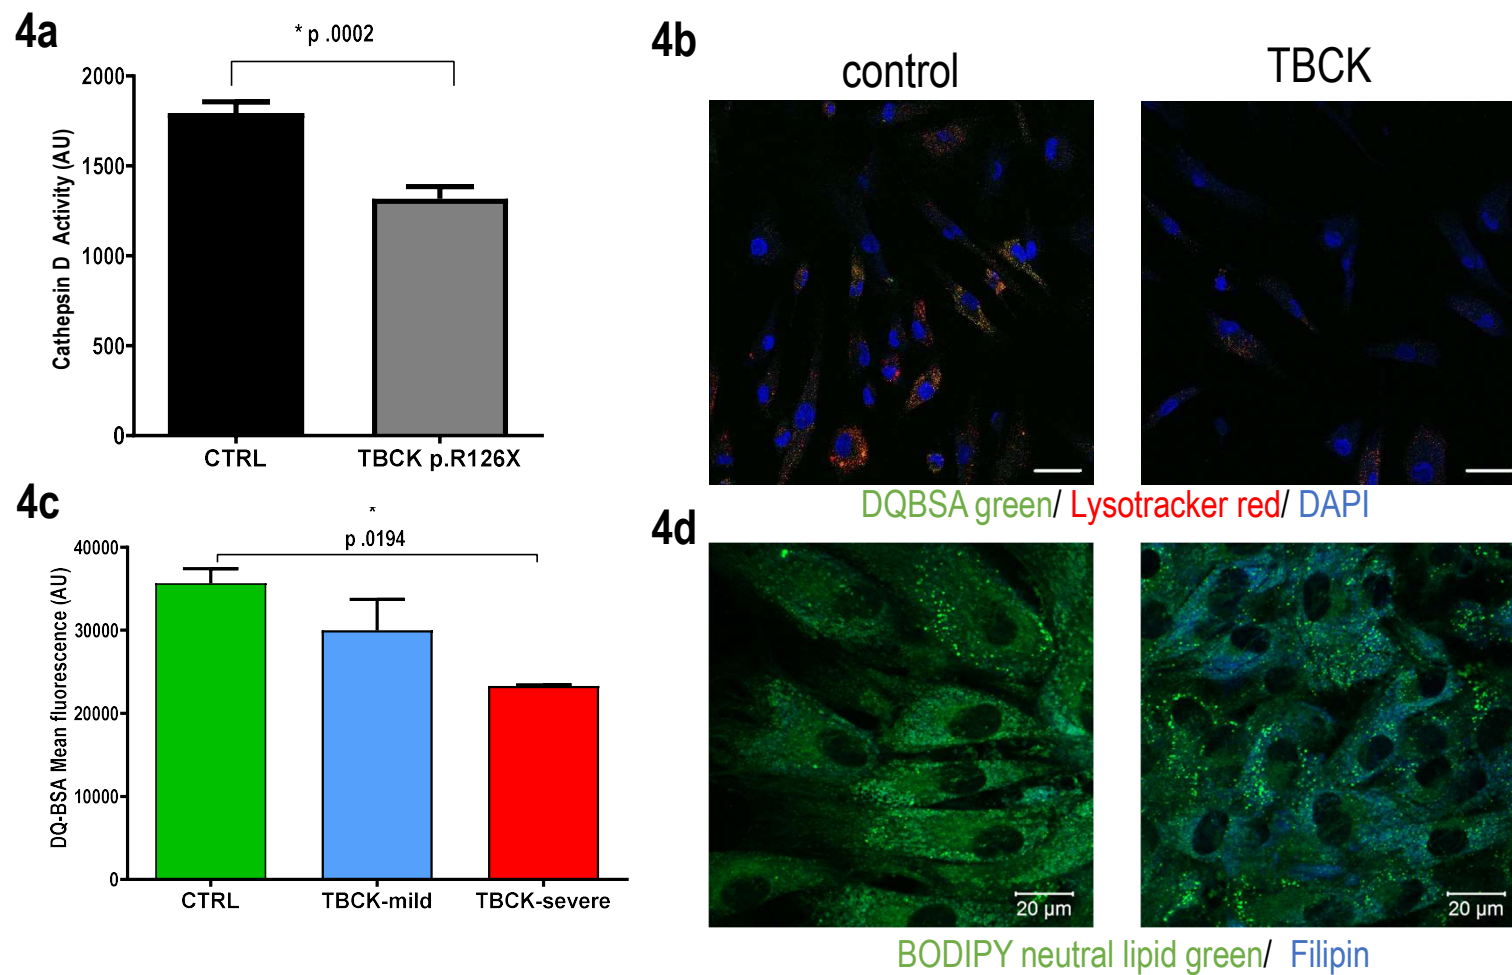 4a
* p .0002
Cathepsin D Activity (AU)
2000
1500
1000
500
0
CTRL
TBCK p.R126X
4b
control
TBCK
DQBSA green/ Lysotracker red/ DAPI
4c
*
p .0194
DQ-BSA Mean fluorescence (AU)
40000
30000
20000
10000
0
CTRL
TBCK-mild
TBCK-severe
4d
20 µm
20 µm
BODIPY neutral lipid green/ Filipin